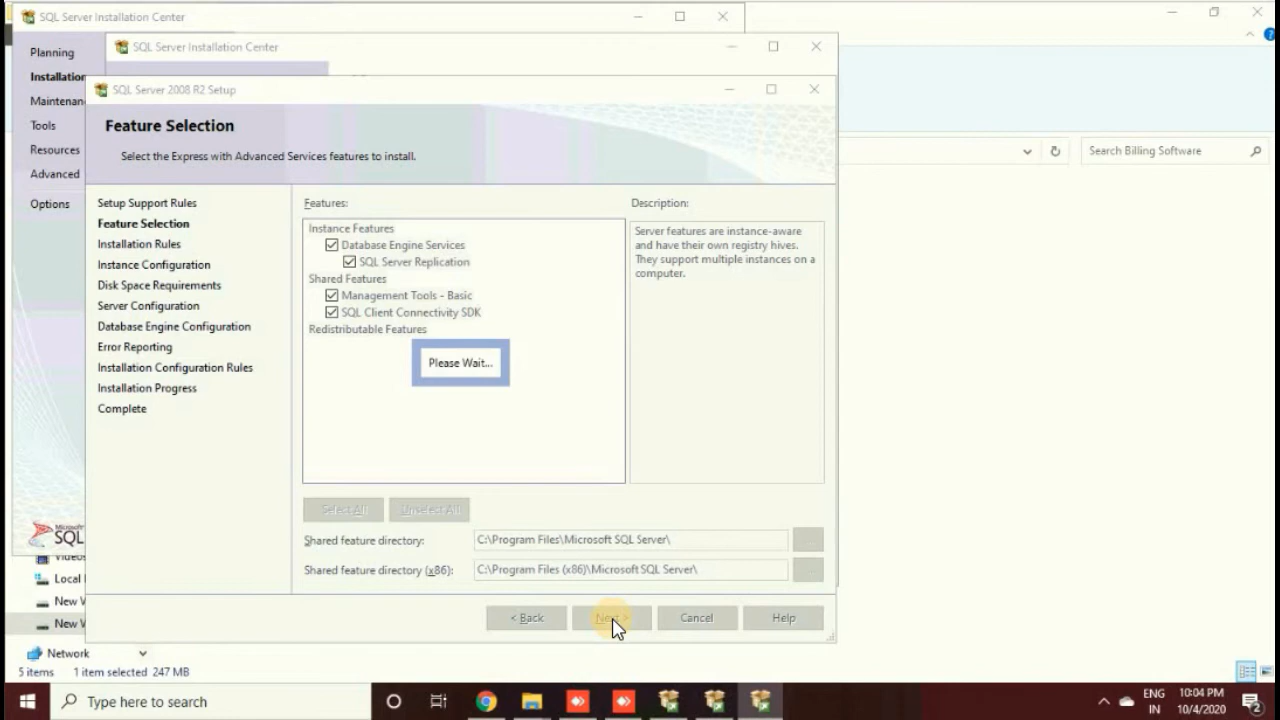 SQL Server Installation Center
SQL Server Installation Center
SQL Server 2008 R2 Setup
Planning
Installation
Maintenan
Tools
Resources
Advanced
Options
Feature Selection
Select the Express with Advanced Services features to install.
Search Billing Software
Setup Support Rules
Feature Selection
Installation Rules
Instance Configuration
Disk Space Requirements
Server Configuration
Database Engine Configuration
Error Reporting
Installation Configuration Rules
Installation Progress
Complete
Features:
Instance Features
Database Engine Services
SQL Server Replication
Shared Features
Management Tools - Basic
SQL Client Connectivity SDK
Redistributable Features
Please Wait...
Description:
Server features are instance-aware
and have their own registry hives.
They support multiple instances on a
computer.
Select All
Unselect All
Shared feature directory:
C:\Program Files\Microsoft SQL Server\
Shared feature directory (x86):
C:\Program Files (x86)\Microsoft SQL Server\
< Back
Next >
Cancel
Help
Microsoft
SQL
Videos
Local
New
New
Network
5 items 1 item selected 247 MB
Type here to search
ENG
IN
10:04 PM
10/4/2020
2